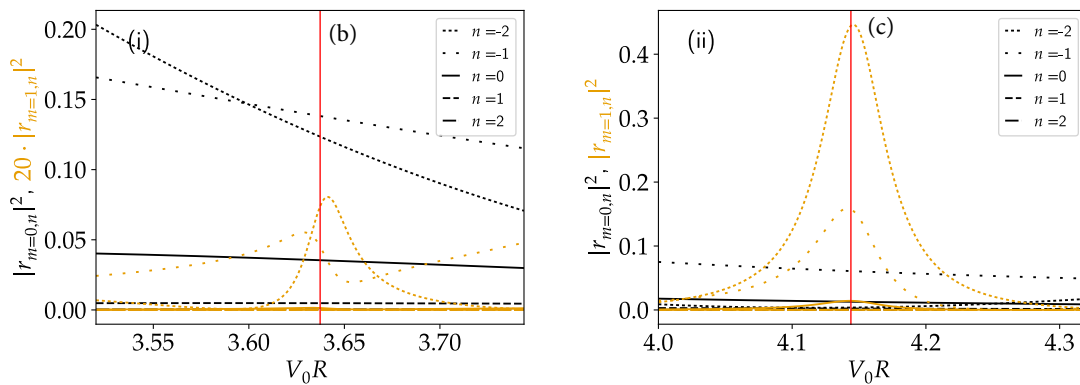 (i)
(b)
n =-2
n =-1
n =0
n =1
n =2
0.20
0.15
0.10
0.05
0.00
|r_{m=0,n}|^2, 20 · |r_{m=1,n}|^2
3.55
3.60
3.65
3.70
V_0R
(ii)
(c)
n =-2
n =-1
n =0
n =1
n =2
0.4
0.3
0.2
0.1
0.0
|r_{m=0,n}|^2, |r_{m=1,n}|^2
4.0
4.1
4.2
4.3
V_0R